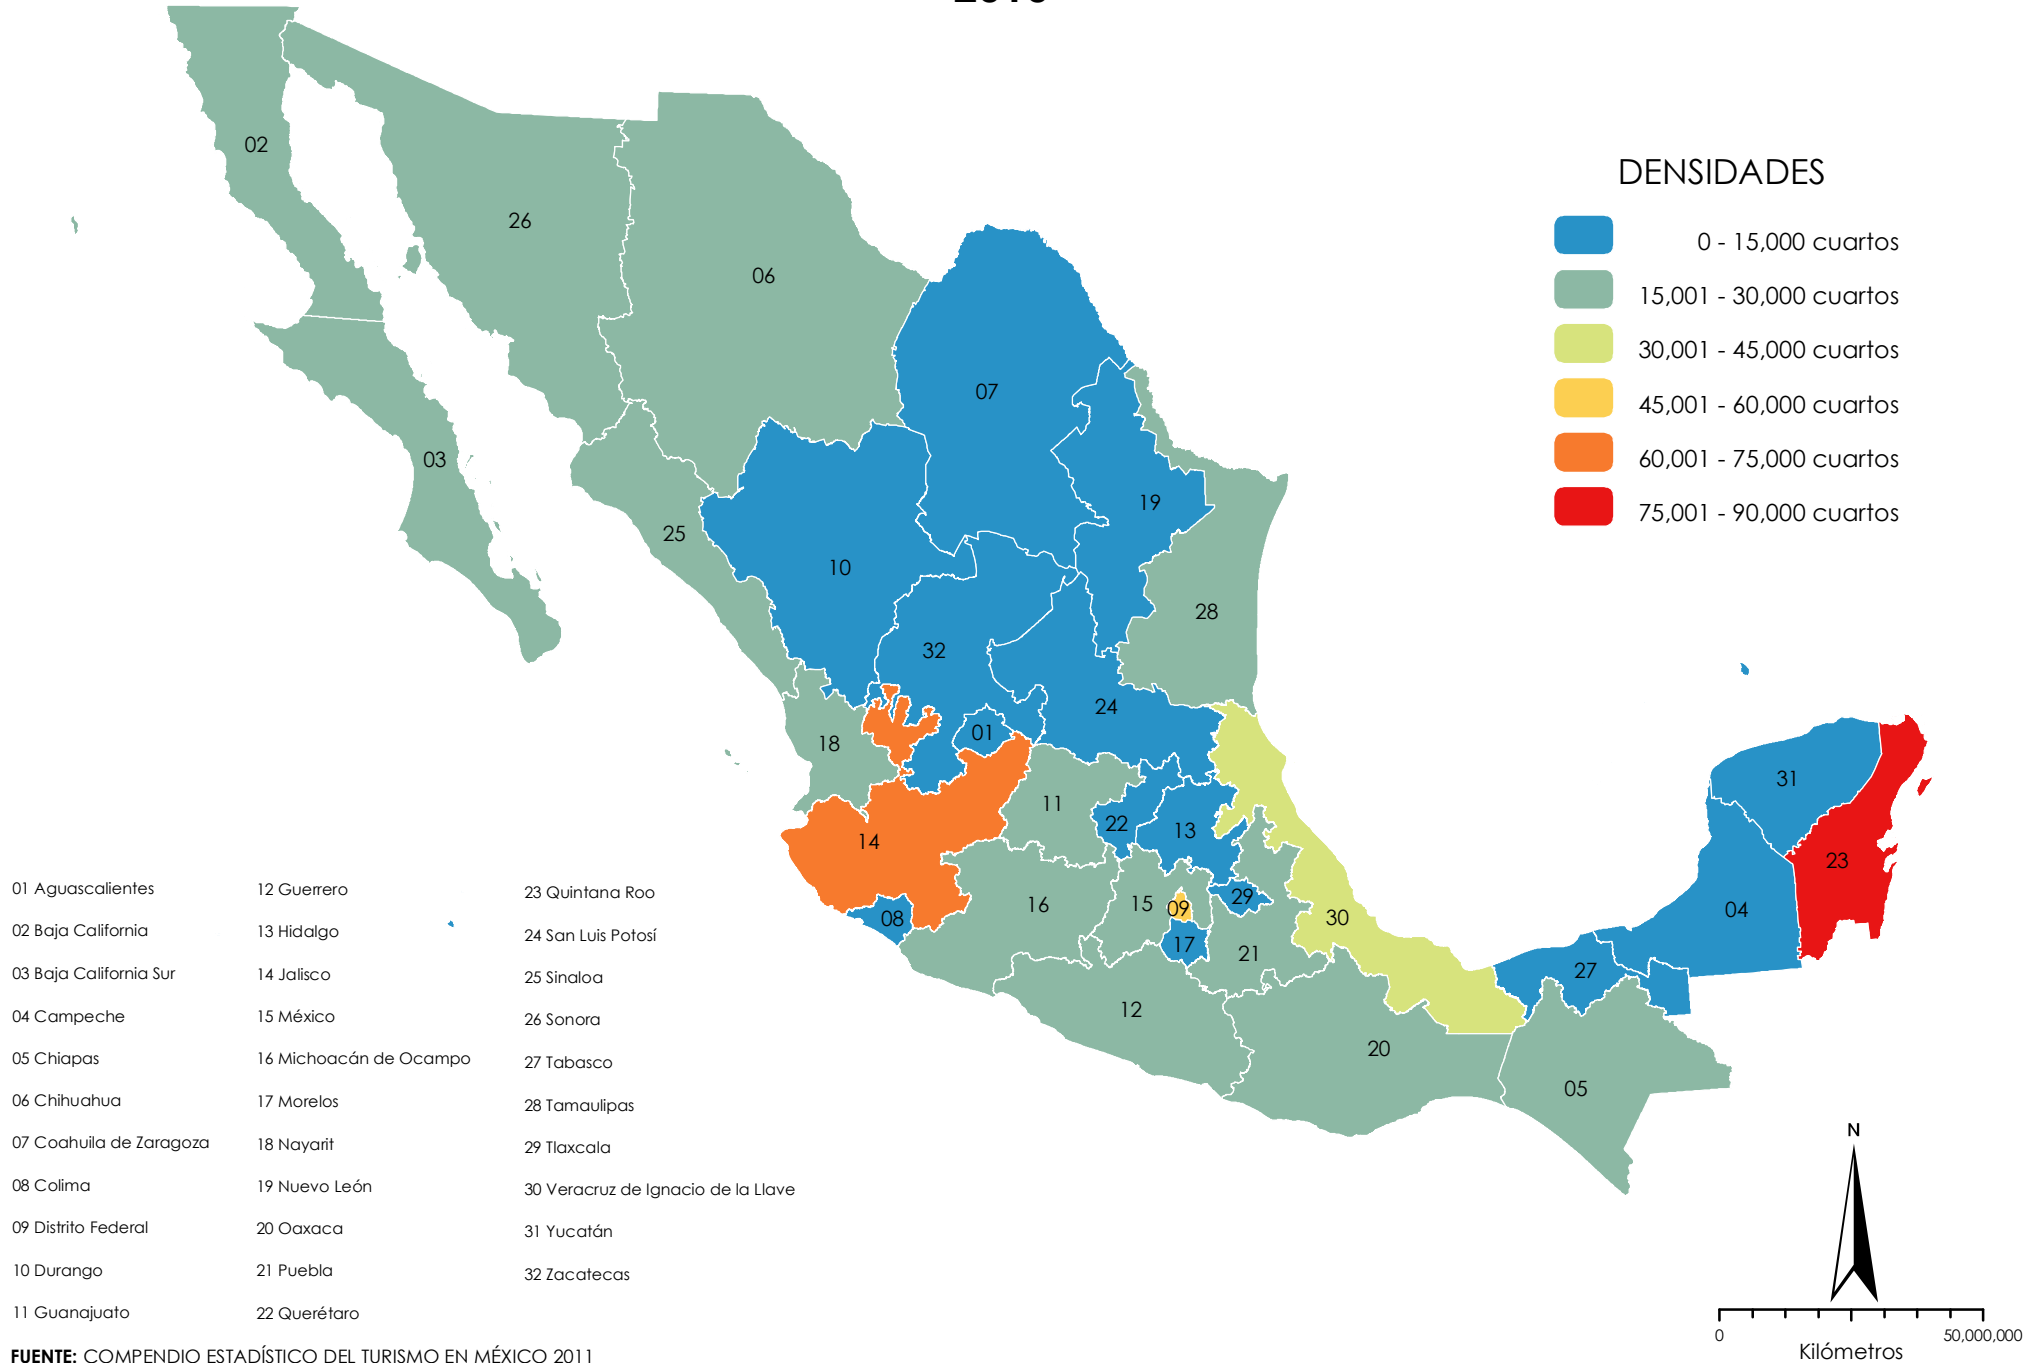 02
26
06
03
07
19
25
10
28
32
24
01
18
11
22
13
14
31
23
04
16
15
09
29
08
17
30
21
27
12
20
05
DENSIDADES
0 - 15,000 cuartos
15,001 - 30,000 cuartos
30,001 - 45,000 cuartos
45,001 - 60,000 cuartos
60,001 - 75,000 cuartos
75,001 - 90,000 cuartos
01 Aguascalientes
02 Baja California
03 Baja California Sur
04 Campeche
05 Chiapas
06 Chihuahua
07 Coahuila de Zaragoza
08 Colima
09 Distrito Federal
10 Durango
11 Guanajuato
12 Guerrero
13 Hidalgo
14 Jalisco
15 México
16 Michoacán de Ocampo
17 Morelos
18 Nayarit
19 Nuevo León
20 Oaxaca
21 Puebla
22 Querétaro
23 Quintana Roo
24 San Luis Potosí
25 Sinaloa
26 Sonora
27 Tabasco
28 Tamaulipas
29 Tlaxcala
30 Veracruz de Ignacio de la Llave
31 Yucatán
32 Zacatecas
N
0 50,000,000
Kilómetros
FUENTE: COMPENDIO ESTADÍSTICO DEL TURISMO EN MÉXICO 2011